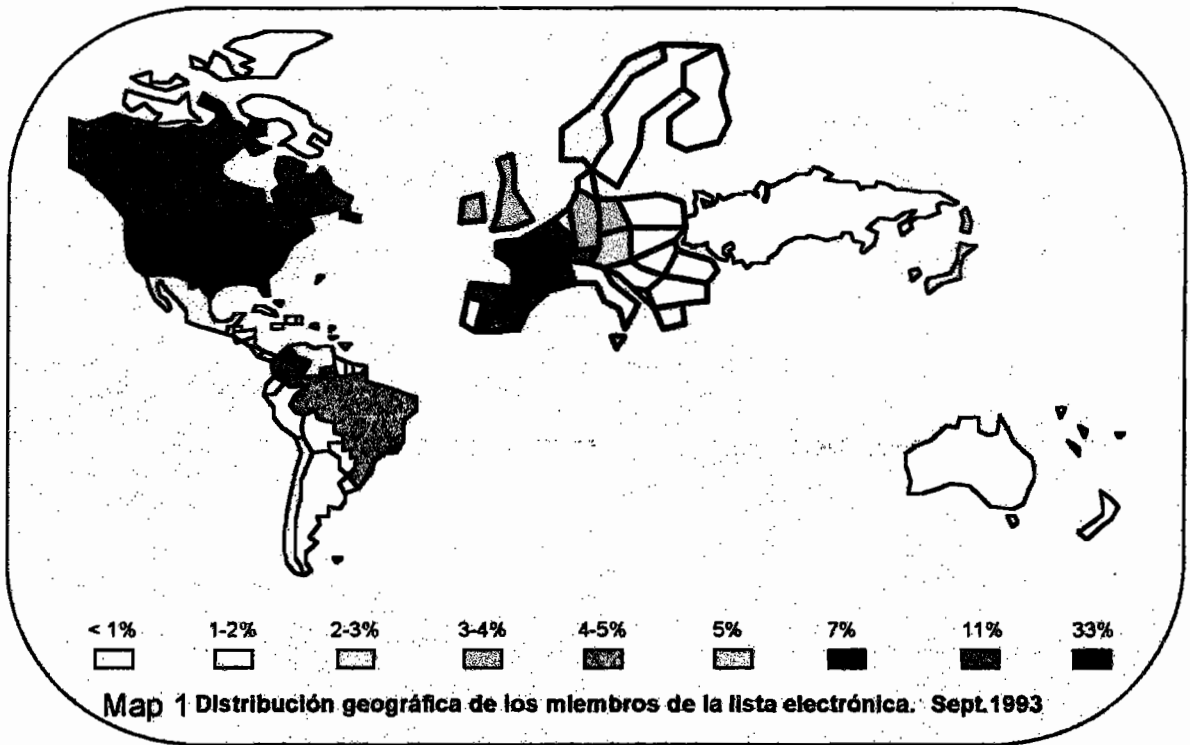 < 1% 1-2% 2-3% 3-4% 4-5% 5% 7% 11% 33%
Map 1 Distribución geográfica de los miembros de la lista electrónica. Sept.1993